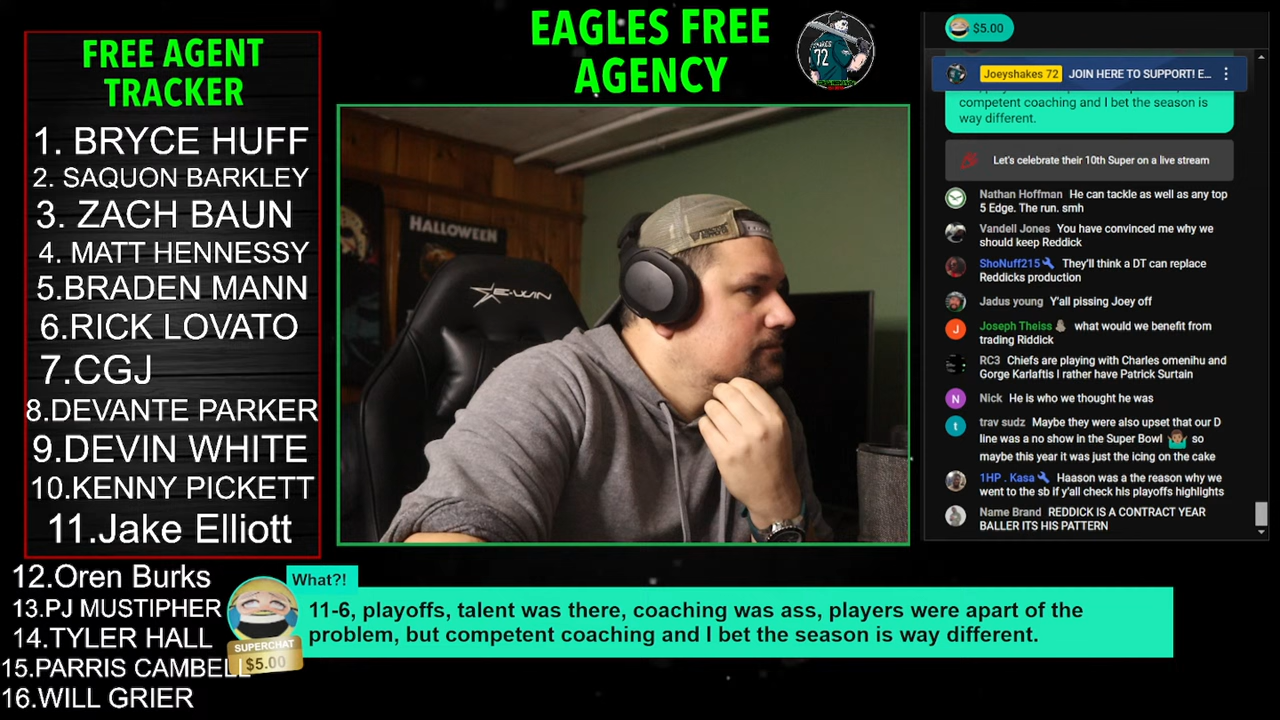 FREE AGENT
TRACKER
1. BRYCE HUFF
2. SAQUON BARKLEY
3. ZACH BAUN
4. MATT HENNESSY
5.BRADEN MANN
6.RICK LOVATO
7.CGJ
8.DEVANTE PARKER
9.DEVIN WHITE
10.KENNY PICKETT
11.Jake Elliott
12.Oren Burks
13.PJ MUSTIPHER
14.TYLER HALL
15.PARRIS CAMBELL
16.WILL GRIER
EAGLES FREE
AGENCY
72
HALLOWEEN
E-WIN
What?!
11-6, playoffs, talent was there, coaching was ass, players were apart of the
problem, but competent coaching and I bet the season is way different.
SUPERCHAT
$5.00
$5.00
Joeyshakes 72 JOIN HERE TO SUPPORT! E...
competent coaching and I bet the season is
way different.
Let's celebrate their 10th Super on a live stream
Nathan Hoffman He can tackle as well as any top
5 Edge. The run. smh
Vandell Jones You have convinced me why we
should keep Reddick
ShoNuff215 They'll think a DT can replace
Reddicks production
Jadus young Y'all pissing Joey off
Joseph Theiss what would we benefit from
trading Riddick
RC3 Chiefs are playing with Charles omenihu and
Gorge Karlaftis I rather have Patrick Surtain
Nick He is who we thought he was
trav sudz Maybe they were also upset that our D
line was a no show in the Super Bowl 🤷🏽‍♂️ so
maybe this year it was just the icing on the cake
1HP . Kasa Haason was a the reason why we
went to the sb if y'all check his playoffs highlights
Name Brand REDDICK IS A CONTRACT YEAR
BALLER ITS HIS PATTERN